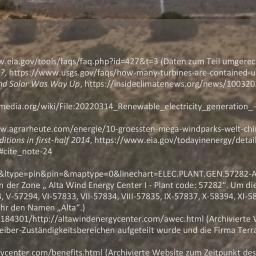 w.eia.gov/tools/faqs/faq.php?id=427&t=3 (Daten zum Teil umgerec
7, https://www.usgs.gov/faqs/how-many-turbines-are-contained-u
nd Solar Was Way Up, https://insideclimatenews.org/news/100320
media.org/wiki/File:20220314_Renewable_electricity_generation_-
w.agrarheute.com/energie/10-groessten-mega-windparks-welt-chi
ditions in first-half 2014, https://www.eia.gov/todayinenergy/detail
#cite_note-24
&ltype=pin&pin=&maptype=0&linechart=ELEC.PLANT.GEN.57282-A
n der Zone „ Alta Wind Energy Center I - Plant code: 57282“. Um die
, V-57294, VI-57833, VII-57834, VIII-57835, IX-57837, X-58394, XI-58
hr den Namen „Alta“.)
184301/http://altawindenergycenter.com/awec.html (Archivierte V
eiber-Zuständigkeitsbereichen aufgeteilt wurde und die Firma Terra
ycenter.com/benefits.html (Archivierte Website zum Zeitpunkt des